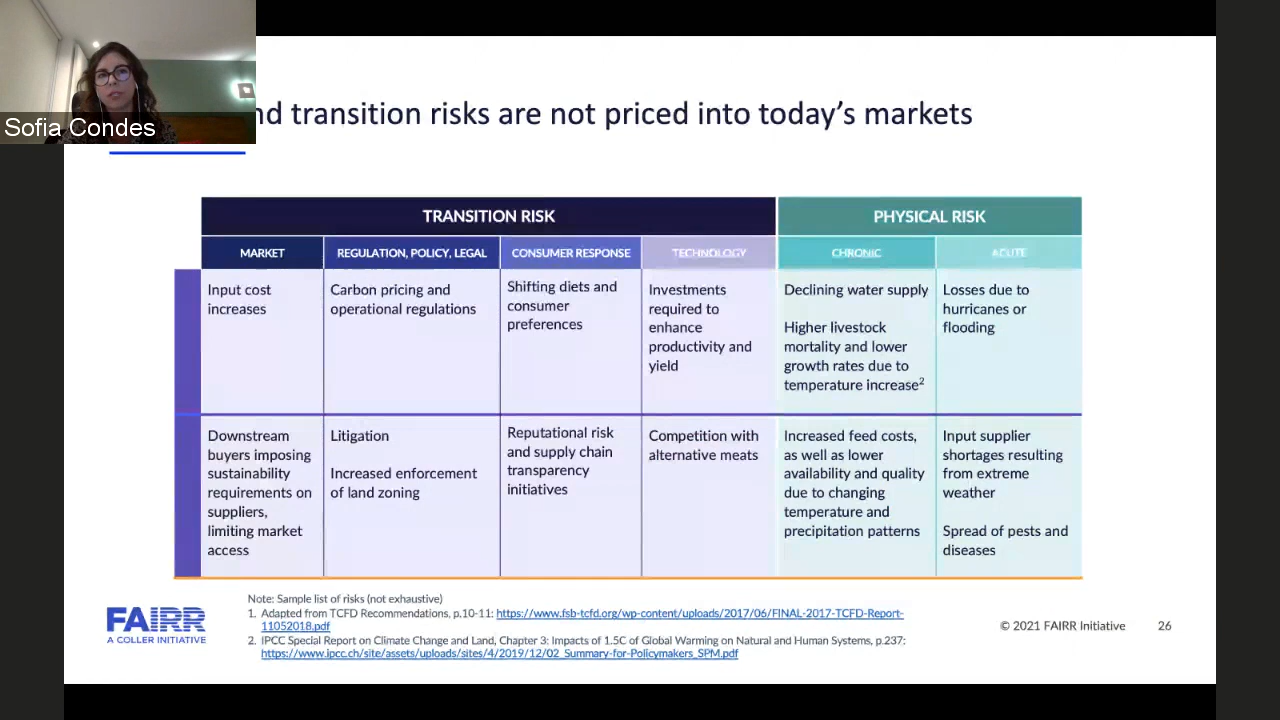 Sofia Condes
nd transition risks are not priced into today’s markets
TRANSITION RISK
PHYSICAL RISK
MARKET
REGULATION, POLICY, LEGAL
CONSUMER RESPONSE
TECHNOLOGY
CHRONIC
ACUTE
Input cost
increases
Carbon pricing and
operational regulations
Shifting diets and
consumer
preferences
Investments
required to
enhance
productivity and
yield
Declining water supply
Higher livestock
mortality and lower
growth rates due to
temperature increase2
Losses due to
hurricanes or
flooding
Downstream
buyers imposing
sustainability
requirements on
suppliers,
limiting market
access
Litigation
Increased enforcement
of land zoning
Reputational risk
and supply chain
transparency
initiatives
Competition with
alternative meats
Increased feed costs,
as well as lower
availability and quality
due to changing
temperature and
precipitation patterns
Input supplier
shortages resulting
from extreme
weather
Spread of pests and
diseases
Note: Sample list of risks (not exhaustive)
1. Adapted from TCFD Recommendations, p.10-11: https://www.fsb-tcfd.org/wp-content/uploads/2017/06/FINAL-2017-TCFD-Report-
11052018.pdf
2. IPCC Special Report on Climate Change and Land, Chapter 3: Impacts of 1.5C of Global Warming on Natural and Human Systems, p.237:
https://www.ipcc.ch/site/assets/uploads/sites/4/2019/12/02_Summary-for-Policymakers_SPM.pdf
FAIRR
A COLLER INITIATIVE
© 2021 FAIRR Initiative
26